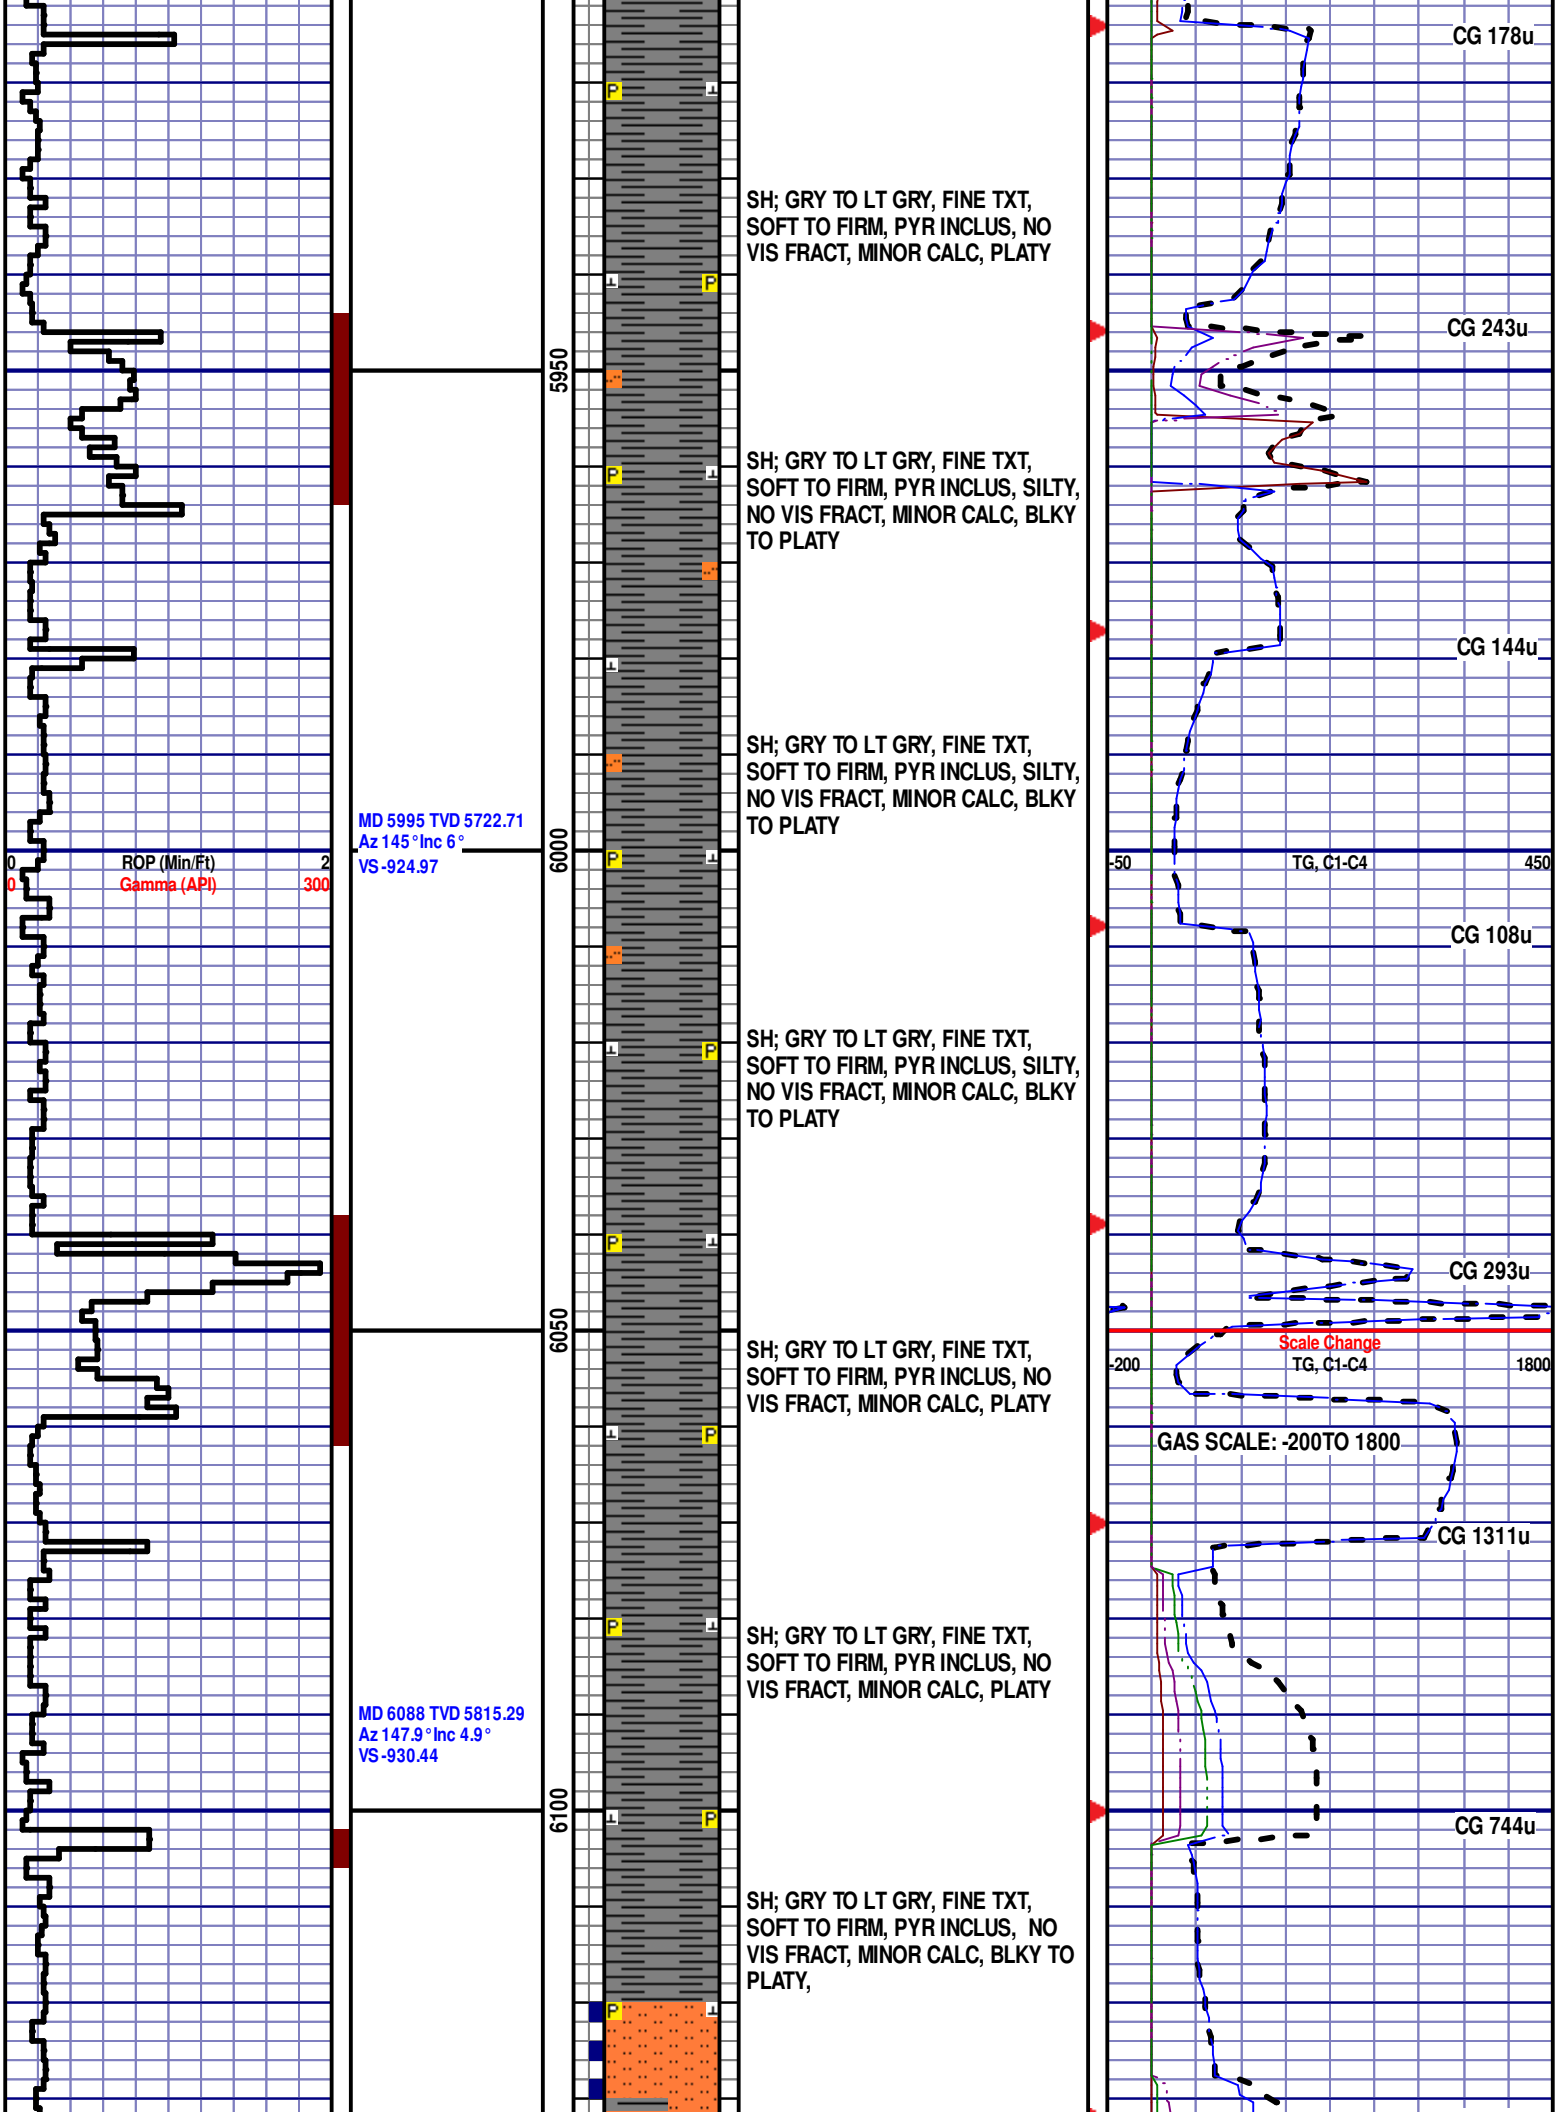 CG 178u
P
SH; GRY TO LT GRY, FINE TXT,
SOFT TO FIRM, PYR INCLUS, NO
VIS FRACT, MINOR CALC, PLATY
P
CG 243u
5950
SH; GRY TO LT GRY, FINE TXT,
SOFT TO FIRM, PYR INCLUS, SILTY,
NO VIS FRACT, MINOR CALC, BLKY
TO PLATY
P
CG 144u
SH; GRY TO LT GRY, FINE TXT,
SOFT TO FIRM, PYR INCLUS, SILTY,
NO VIS FRACT, MINOR CALC, BLKY
TO PLATY
MD 5995 TVD 5722.71
Az 145°Inc 6°
VS -924.97
6000
0 ROP (Min/Ft) 2
0 Gamma (API) 300
P
-50 TG, C1-C4 450
CG 108u
SH; GRY TO LT GRY, FINE TXT,
SOFT TO FIRM, PYR INCLUS, SILTY,
NO VIS FRACT, MINOR CALC, BLKY
TO PLATY
P
P
CG 293u
6050
Scale Change
-200 TG, C1-C4 1800
SH; GRY TO LT GRY, FINE TXT,
SOFT TO FIRM, PYR INCLUS, NO
VIS FRACT, MINOR CALC, PLATY
P
GAS SCALE: -200TO 1800
CG 1311u
P
SH; GRY TO LT GRY, FINE TXT,
SOFT TO FIRM, PYR INCLUS, NO
VIS FRACT, MINOR CALC, PLATY
MD 6088 TVD 5815.29
Az 147.9°Inc 4.9°
VS -930.44
6100
P
CG 744u
SH; GRY TO LT GRY, FINE TXT,
SOFT TO FIRM, PYR INCLUS,  NO
VIS FRACT, MINOR CALC, BLKY TO
PLATY,
P